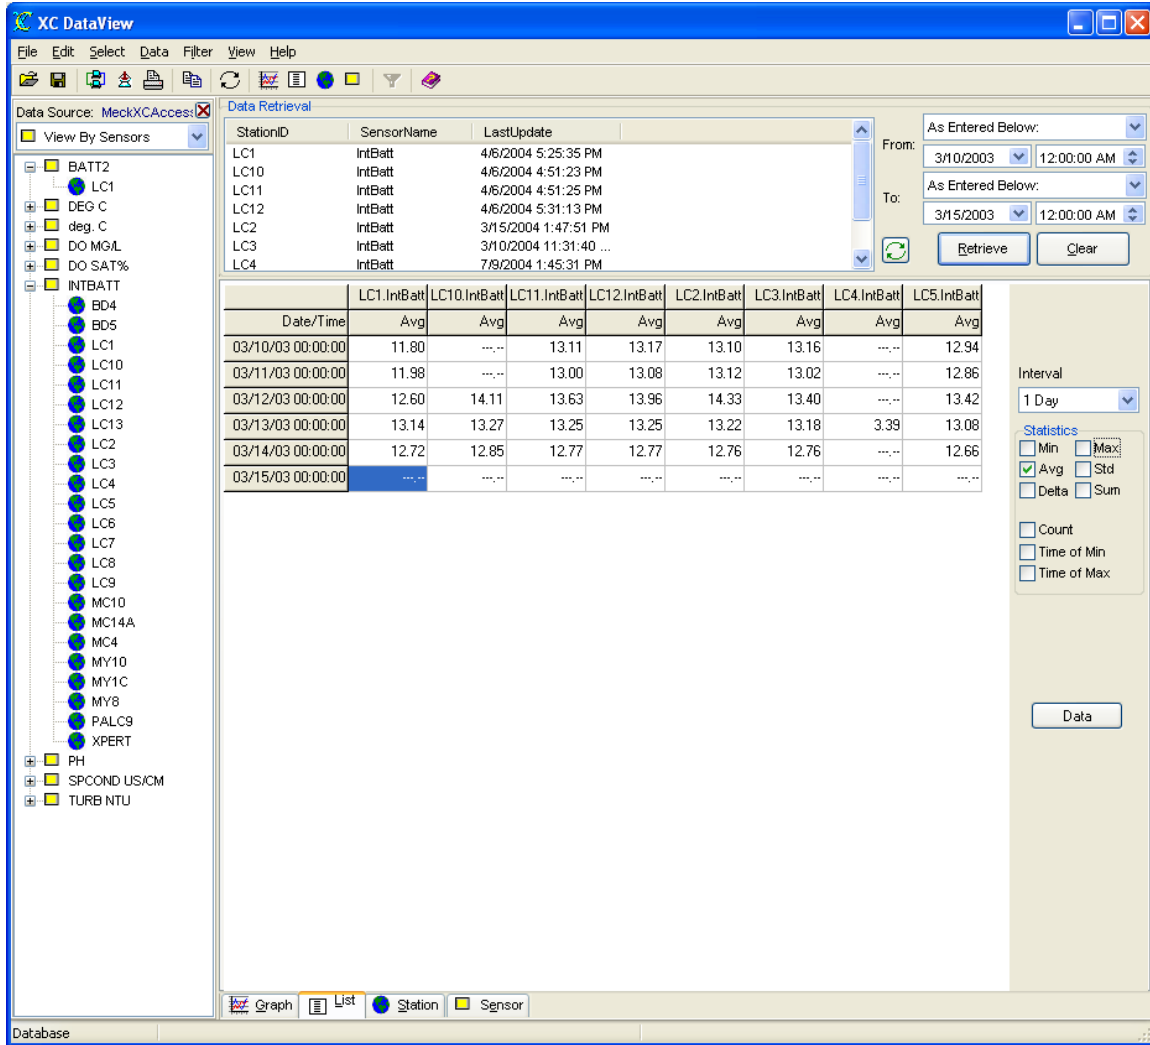 XC DataView
File Edit Select Data Filter View Help
Data Source: MeckXCAccess
View By Sensors
BATT2
LC1
DEG C
deg. C
DO MG/L
DO SAT%
INTBATT
BD4
BD5
LC1
LC10
LC11
LC12
LC13
LC2
LC3
LC4
LC5
LC6
LC7
LC8
LC9
MC10
MC14A
MC4
MY10
MY1C
MY8
PALC9
XPERT
PH
SPCOND US/CM
TURB NTU
Data Retrieval
StationID SensorName LastUpdate
LC1 IntBatt 4/6/2004 5:25:35 PM
LC10 IntBatt 4/6/2004 4:51:23 PM
LC11 IntBatt 4/6/2004 4:51:25 PM
LC12 IntBatt 4/6/2004 5:31:13 PM
LC2 IntBatt 3/15/2004 1:47:51 PM
LC3 IntBatt 3/10/2004 11:31:40 ...
LC4 IntBatt 7/9/2004 1:45:31 PM
From:
As Entered Below:
3/10/2003 12:00:00 AM
To:
As Entered Below:
3/15/2003 12:00:00 AM
Retrieve Clear
LC1.IntBatt LC10.IntBatt LC11.IntBatt LC12.IntBatt LC2.IntBatt LC3.IntBatt LC4.IntBatt LC5.IntBatt
Date/Time Avg Avg Avg Avg Avg Avg Avg Avg
03/10/03 00:00:00 11.80 ---.-- 13.11 13.17 13.10 13.16 ---.-- 12.94
03/11/03 00:00:00 11.98 ---.-- 13.00 13.08 13.12 13.02 ---.-- 12.86
03/12/03 00:00:00 12.60 14.11 13.63 13.96 14.33 13.40 ---.-- 13.42
03/13/03 00:00:00 13.14 13.27 13.25 13.25 13.22 13.18 3.39 13.08
03/14/03 00:00:00 12.72 12.85 12.77 12.77 12.76 12.76 ---.-- 12.66
03/15/03 00:00:00 ---.-- ---.-- ---.-- ---.-- ---.-- ---.-- ---.-- ---.--
Interval
1 Day
Statistics
Min Max
Avg Std
Delta Sum
Count
Time of Min
Time of Max
Data
Graph List Station Sensor
Database